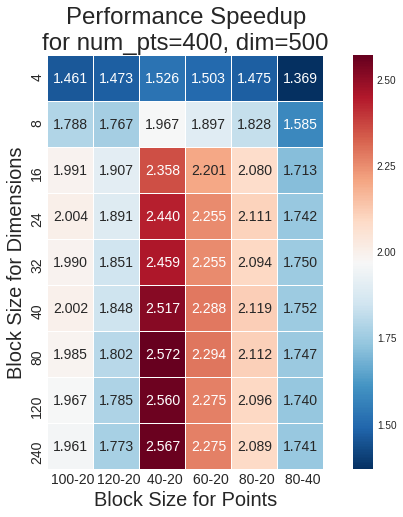 Performance Speedup
for num_pts=400, dim=500
Block Size for Dimensions
4 1.461 1.473 1.526 1.503 1.475 1.369
8 1.788 1.767 1.967 1.897 1.828 1.585
16 1.991 1.907 2.358 2.201 2.080 1.713
24 2.004 1.891 2.440 2.255 2.111 1.742
32 1.990 1.851 2.459 2.255 2.094 1.750
40 2.002 1.848 2.517 2.288 2.119 1.752
80 1.985 1.802 2.572 2.294 2.112 1.747
120 1.967 1.785 2.560 2.275 2.096 1.740
240 1.961 1.773 2.567 2.275 2.089 1.741
100-20 120-20 40-20 60-20 80-20 80-40
Block Size for Points
2.50
2.25
2.00
1.75
1.50